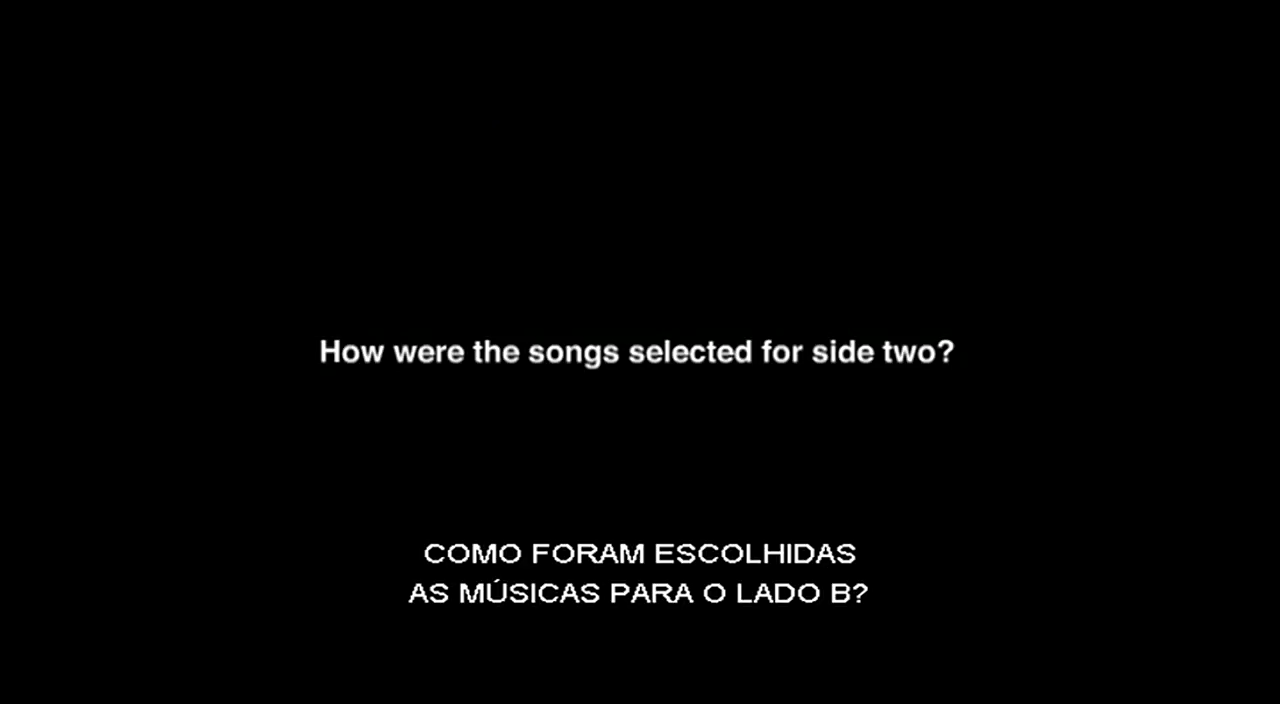 How were the songs selected for side two?
COMO FORAM ESCOLHIDAS
AS MÚSICAS PARA O LADO B?